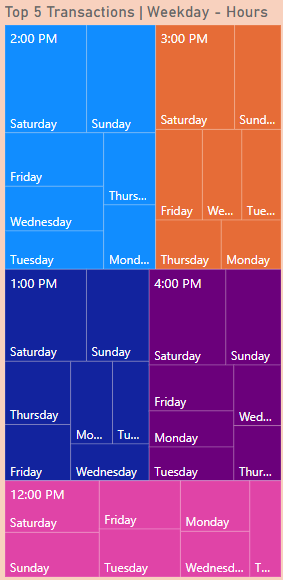 Top 5 Transactions | Weekday - Hours
2:00 PM
Saturday
Sunday
Friday
Wednesday
Tuesday
Thurs...
Mond...
3:00 PM
Saturday
Sund...
Friday
We...
Tue...
Thursday
Monday
1:00 PM
Saturday
Sunday
Thursday
Friday
Mo...
Tu...
Wednesday
4:00 PM
Saturday
Sunday
Friday
Monday
Tuesday
Wed...
Thur...
12:00 PM
Saturday
Sunday
Friday
Tuesday
Monday
Wednesd...
T...